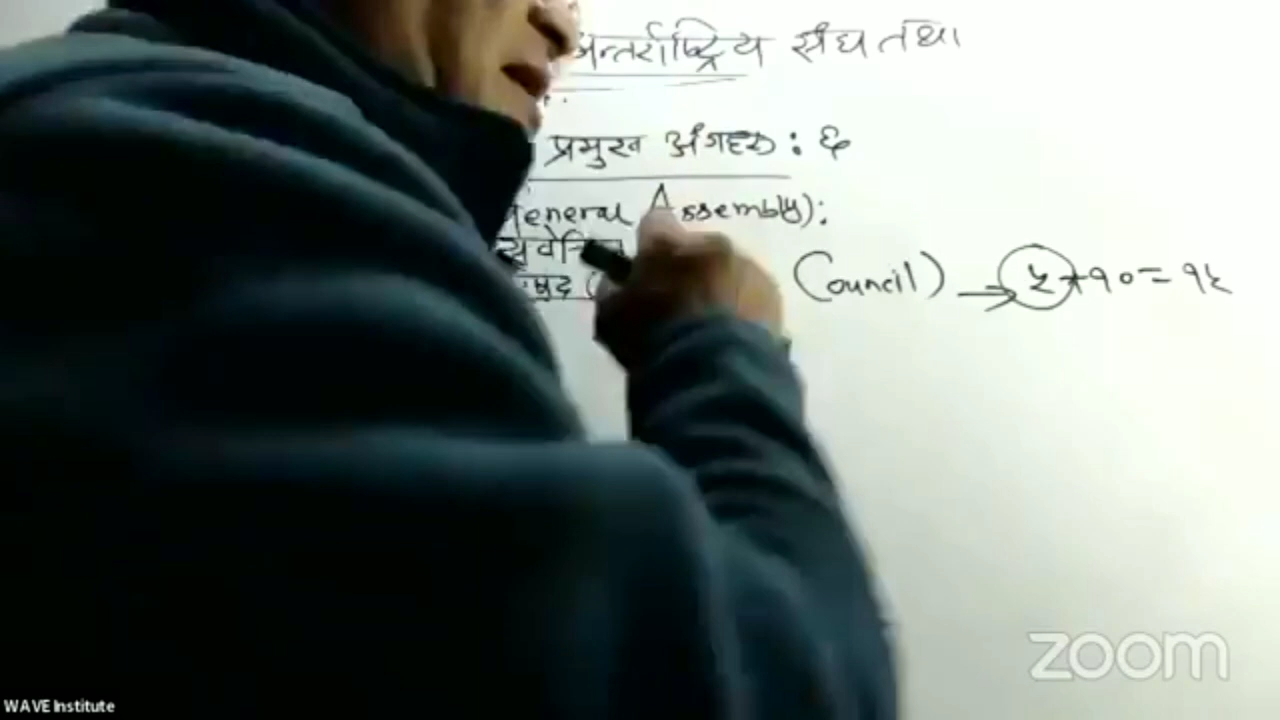 अन्तर्राष्ट्रिय संघ तथा
प्रमुख अंगहरू : ६
General Assembly):
Council) → ५+१०=१५
zoom
WAVE Institute